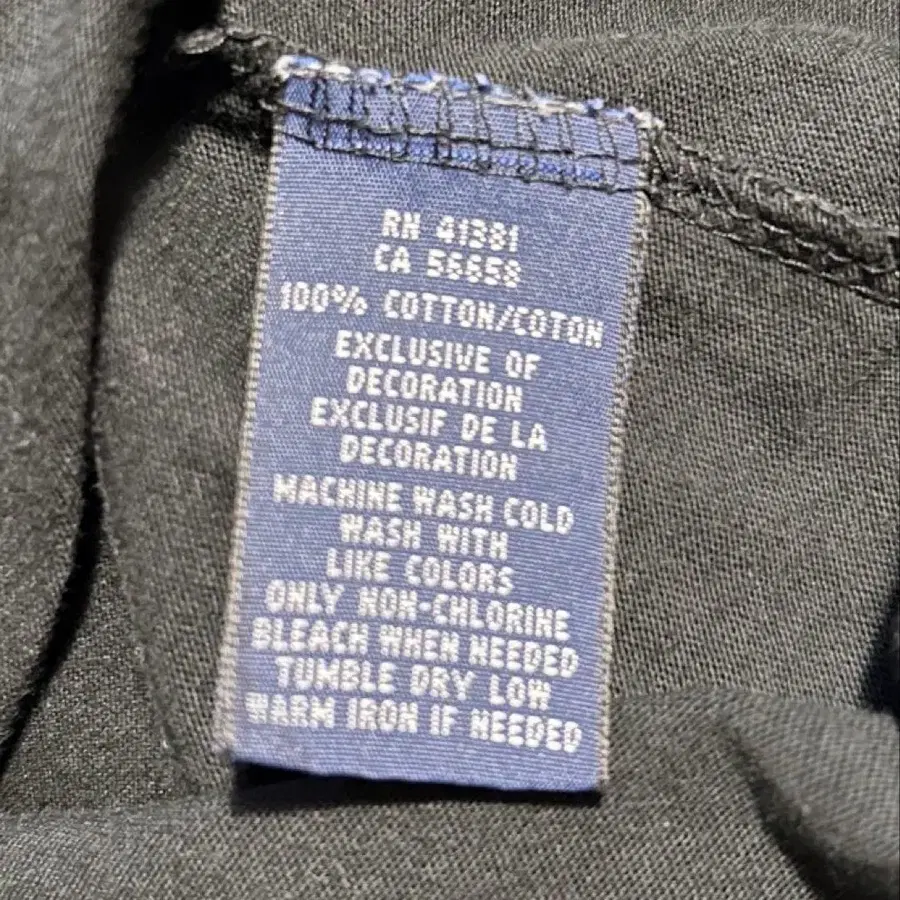 RN 41381
CA 56658
100% COTTON/COTON
EXCLUSIVE OF
DECORATION
EXCLUSIF DE LA
DECORATION
MACHINE WASH COLD
WASH WITH
LIKE COLORS
ONLY NON-CHLORINE
BLEACH WHEN NEEDED
TUMBLE DRY LOW
WARM IRON IF NEEDED